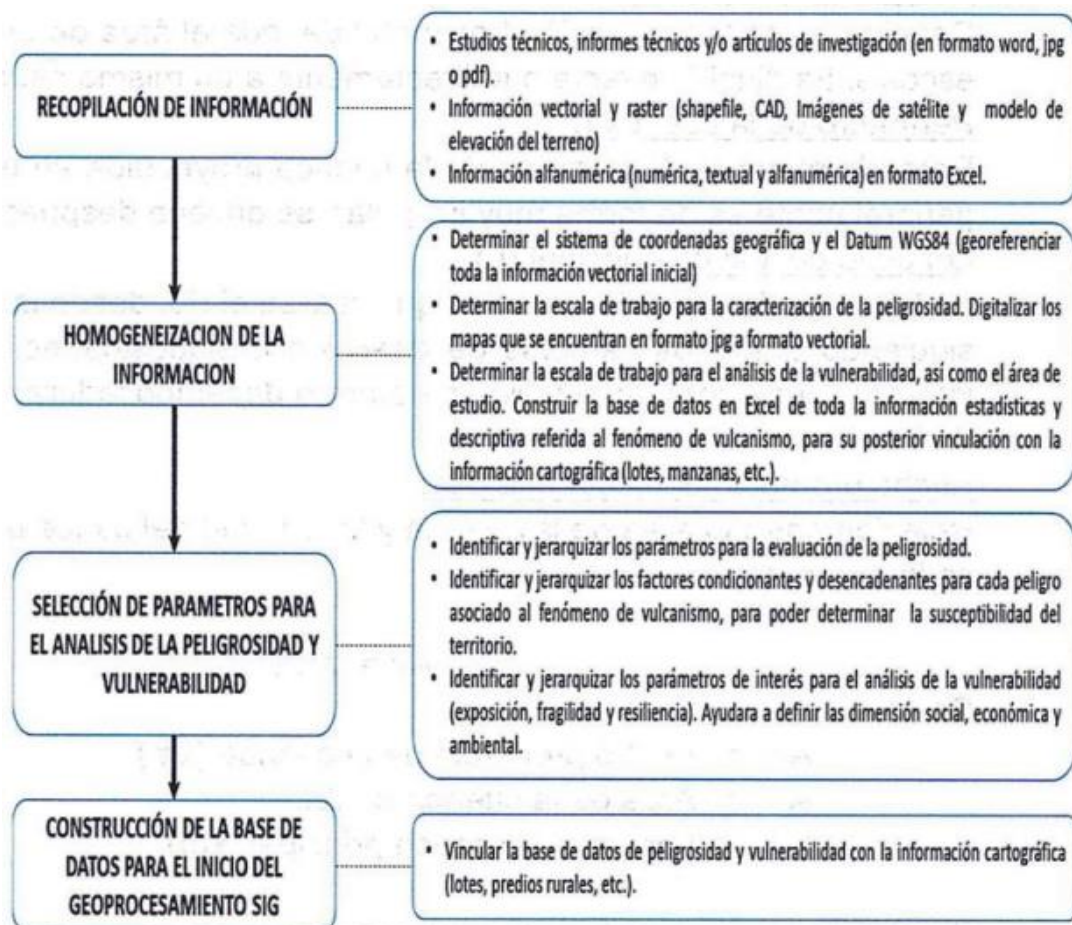 RECOPILACIÓN DE INFORMACIÓN
• Estudios técnicos, informes técnicos y/o artículos de investigación (en formato word, jpg
o pdf).
• Información vectorial y raster (shapefile, CAD, Imágenes de satélite y modelo de
elevación del terreno)
• Información alfanumérica (numérica, textual y alfanumérica) en formato Excel.
HOMOGENEIZACION DE LA
INFORMACION
• Determinar el sistema de coordenadas geográfica y el Datum WGS84 (georeferenciar
toda la información vectorial inicial)
• Determinar la escala de trabajo para la caracterización de la peligrosidad. Digitalizar los
mapas que se encuentran en formato jpg a formato vectorial.
• Determinar la escala de trabajo para el análisis de la vulnerabilidad, así como el área de
estudio. Construir la base de datos en Excel de toda la información estadísticas y
descriptiva referida al fenómeno de vulcanismo, para su posterior vinculación con la
información cartográfica (lotes, manzanas, etc.).
SELECCIÓN DE PARAMETROS PARA
EL ANALISIS DE LA PELIGROSIDAD Y
VULNERABILIDAD
• Identificar y jerarquizar los parámetros para la evaluación de la peligrosidad.
• Identificar y jerarquizar los factores condicionantes y desencadenantes para cada peligro
asociado al fenómeno de vulcanismo, para poder determinar la susceptibilidad del
territorio.
• Identificar y jerarquizar los parámetros de interés para el análisis de la vulnerabilidad
(exposición, fragilidad y resiliencia). Ayudara a definir las dimensión social, económica y
ambiental.
CONSTRUCCIÓN DE LA BASE DE
DATOS PARA EL INICIO DEL
GEOPROCESAMIENTO SIG
• Vincular la base de datos de peligrosidad y vulnerabilidad con la información cartográfica
(lotes, predios rurales, etc.).